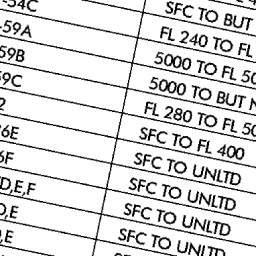 -54C SFC TO BUT
-59A FL 240 TO FL
59B 5000 TO FL 50
59C 5000 TO BUT N
2 FL 280 TO FL 50
6E SFC TO FL 400
6F SFC TO UNLTD
D,E,F SFC TO UNLTD
D,E SFC TO UNLTD
,E SFC TO UNLTD